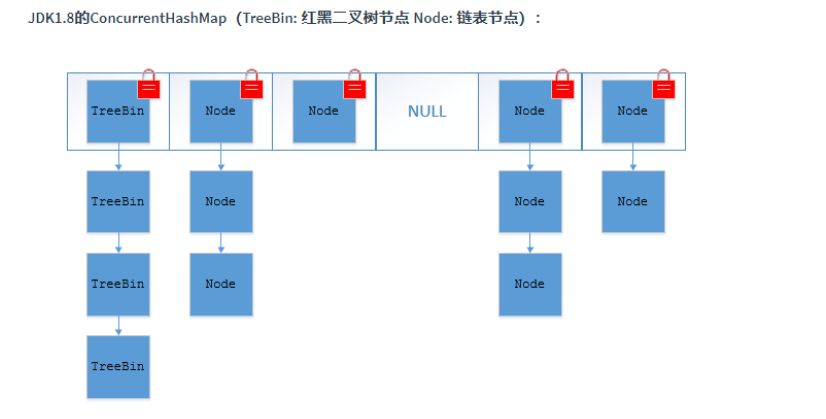 JDK1.8的ConcurrentHashMap（TreeBin: 红黑二叉树节点 Node: 链表节点）：
TreeBin Node Node NULL Node Node
TreeBin Node Node Node
TreeBin Node Node
TreeBin